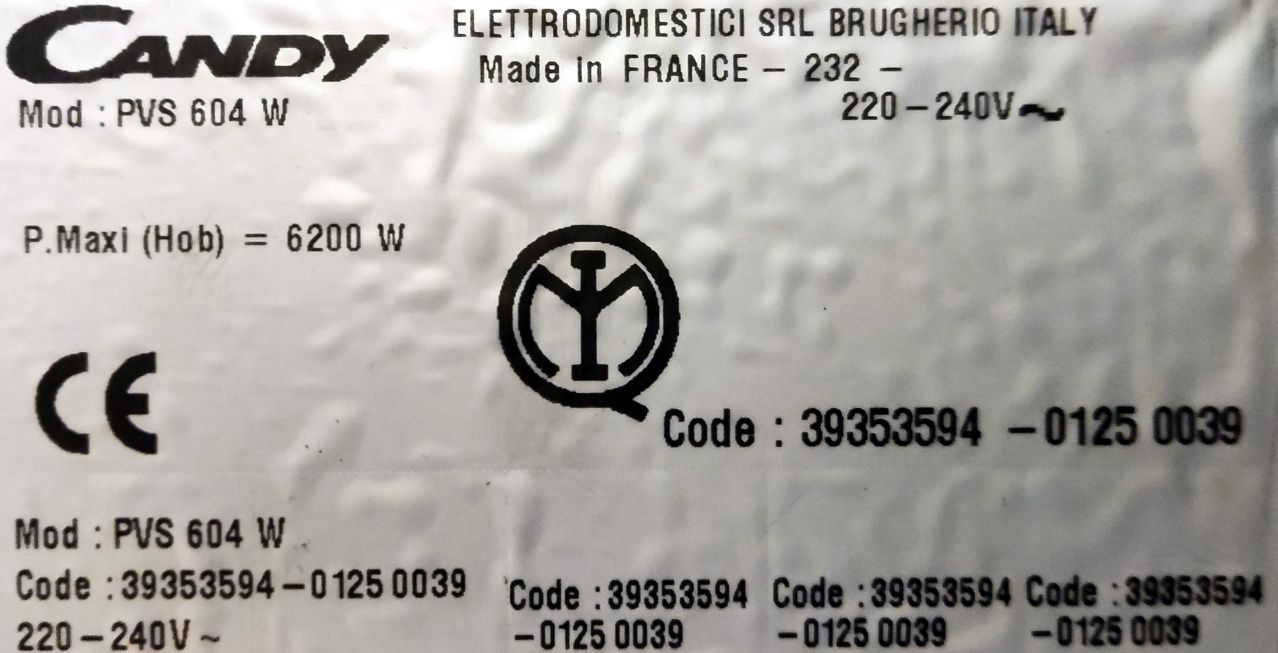 CANDY
ELETTRODOMESTICI SRL BRUGHERIO ITALY
Made in FRANCE – 232 –
Mod : PVS 604 W
220–240V~
P.Maxi (Hob) = 6200 W
CE
Code : 39353594 –0125 0039
Mod : PVS 604 W
Code :39353594–0125 0039
220–240V~
Code :39353594
–0125 0039
Code :39353594
–0125 0039
Code :39353594
–0125 0039